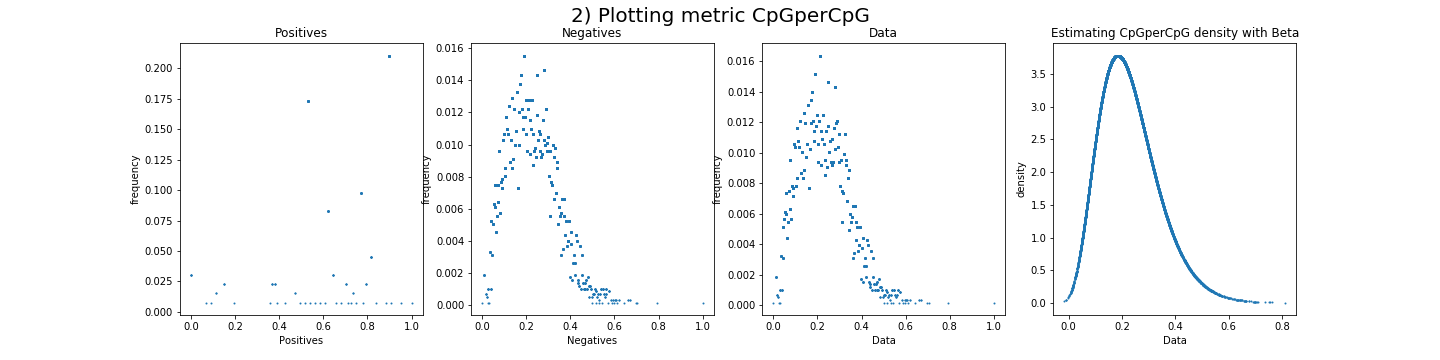 2) Plotting metric CpGperCpG
Positives
frequency
0.200
0.175
0.150
0.125
0.100
0.075
0.050
0.025
0.000
0.0 0.2 0.4 0.6 0.8 1.0
Positives
Negatives
frequency
0.016
0.014
0.012
0.010
0.008
0.006
0.004
0.002
0.000
0.0 0.2 0.4 0.6 0.8 1.0
Negatives
Data
frequency
0.016
0.014
0.012
0.010
0.008
0.006
0.004
0.002
0.000
0.0 0.2 0.4 0.6 0.8 1.0
Data
Estimating CpGperCpG density with Beta
density
3.5
3.0
2.5
2.0
1.5
1.0
0.5
0.0
0.0 0.2 0.4 0.6 0.8
Data